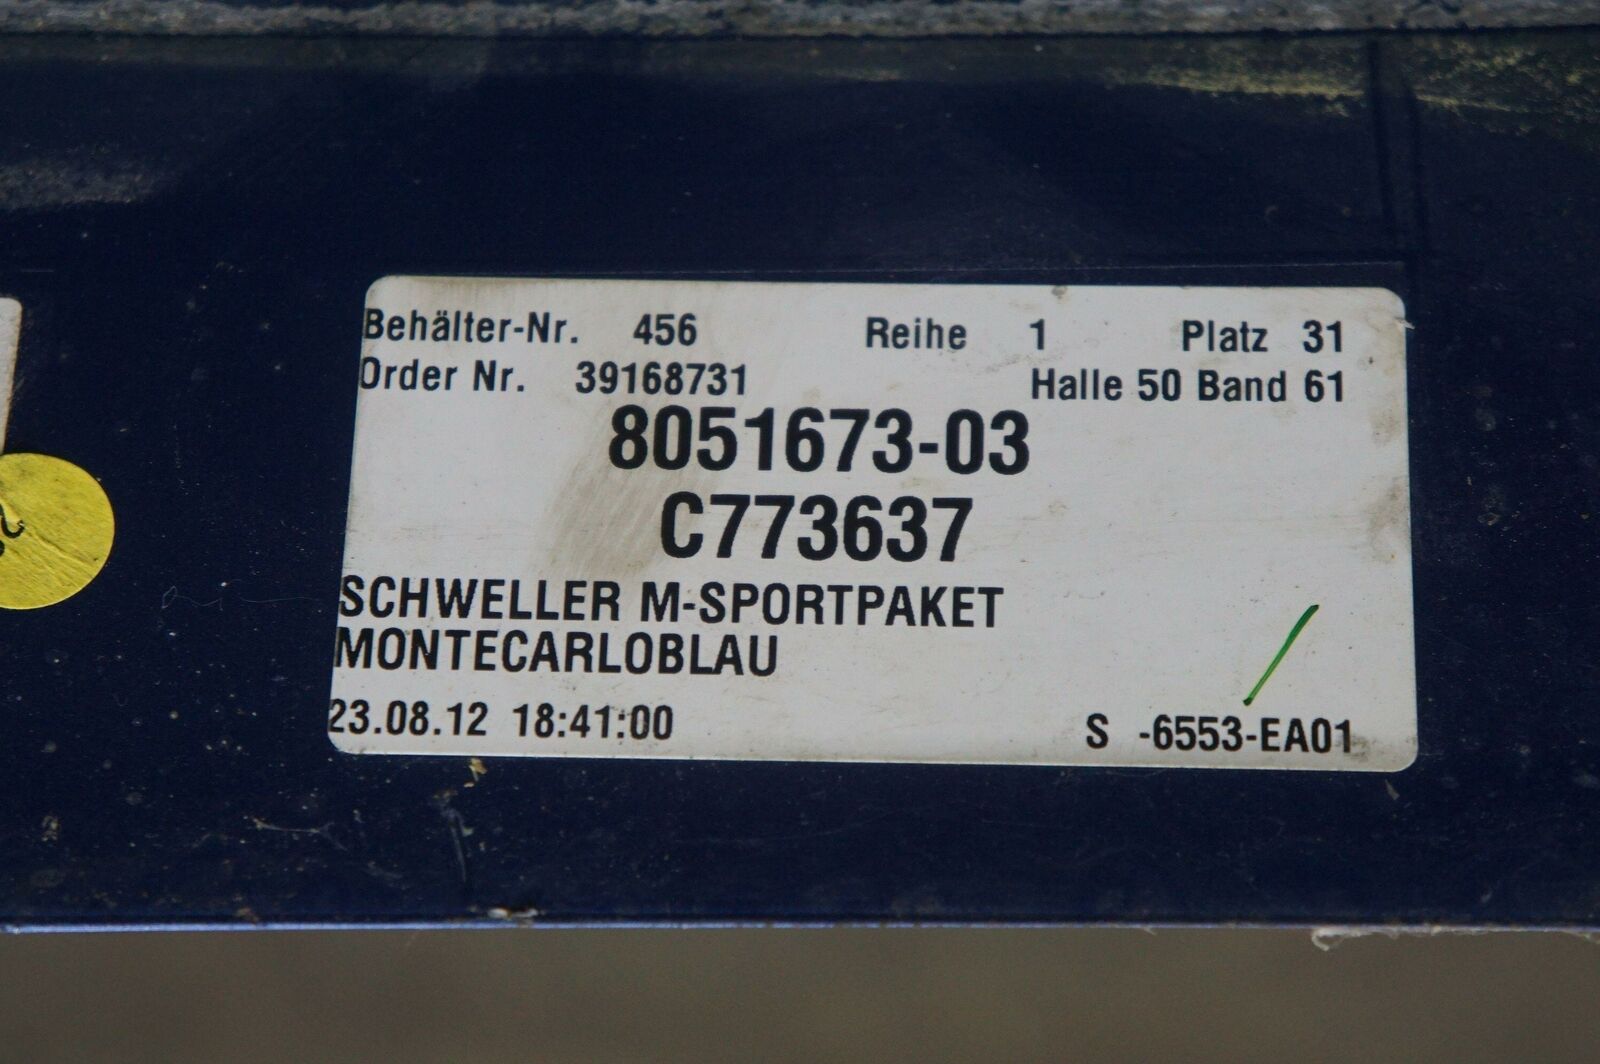 Behälter-Nr. 456 Reihe 1 Platz 31
Order Nr. 39168731 Halle 50 Band 61
8051673-03
C773637
SCHWELLER M-SPORTPAKET
MONTECARLOBLAU
23.08.12 18:41:00 S -6553-EA01